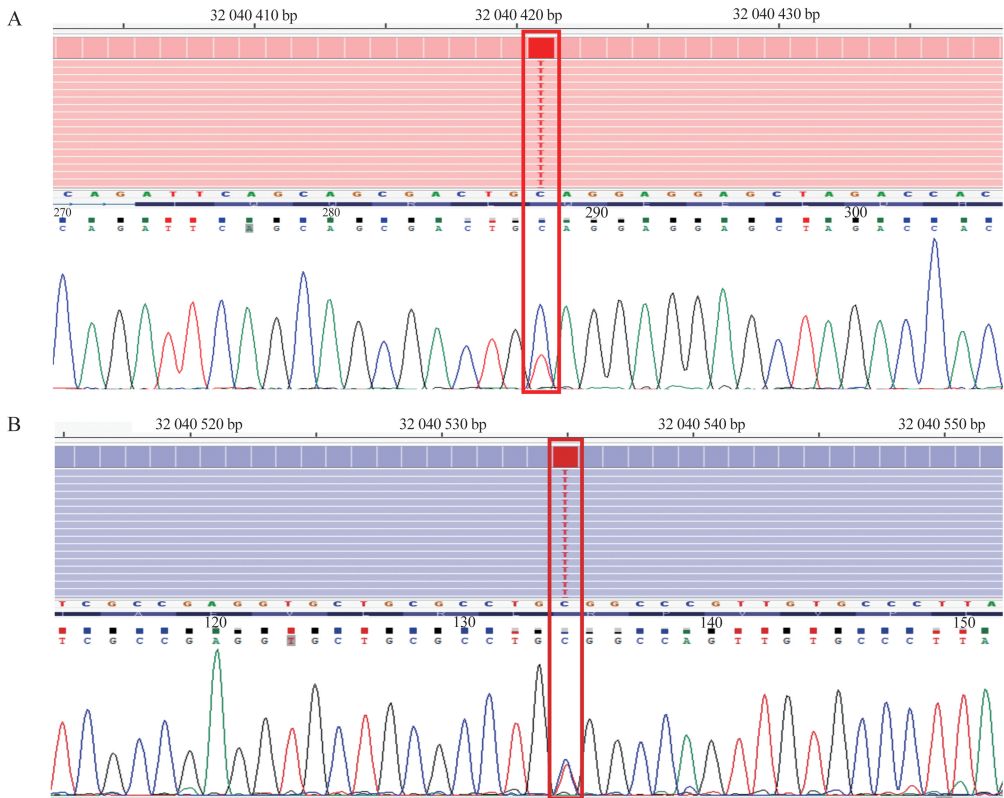 A
32 040 410 bp 32 040 420 bp 32 040 430 bp
T
T
T
T
T
T
T
T
T
T
T
T
C A G A T T C A G C A G C G A C T G C A G G A G G A G C T A G A C C A C
270 280 290 300
C A G A T T C A G C A G C G A C T G C A G G A G G A G C T A G A C C A C
B
32 040 520 bp 32 040 530 bp 32 040 540 bp 32 040 550 bp
T
T
T
T
T
T
T
T
T
T
T
T
T C G C C G A G G T G C T G C G C C T G C G G C C C G T T G T G C C C T T A
120 130 140 150
T C G C C G A G G T G C T G C G C C T G C G G C C A G T T G T G C C C T T A